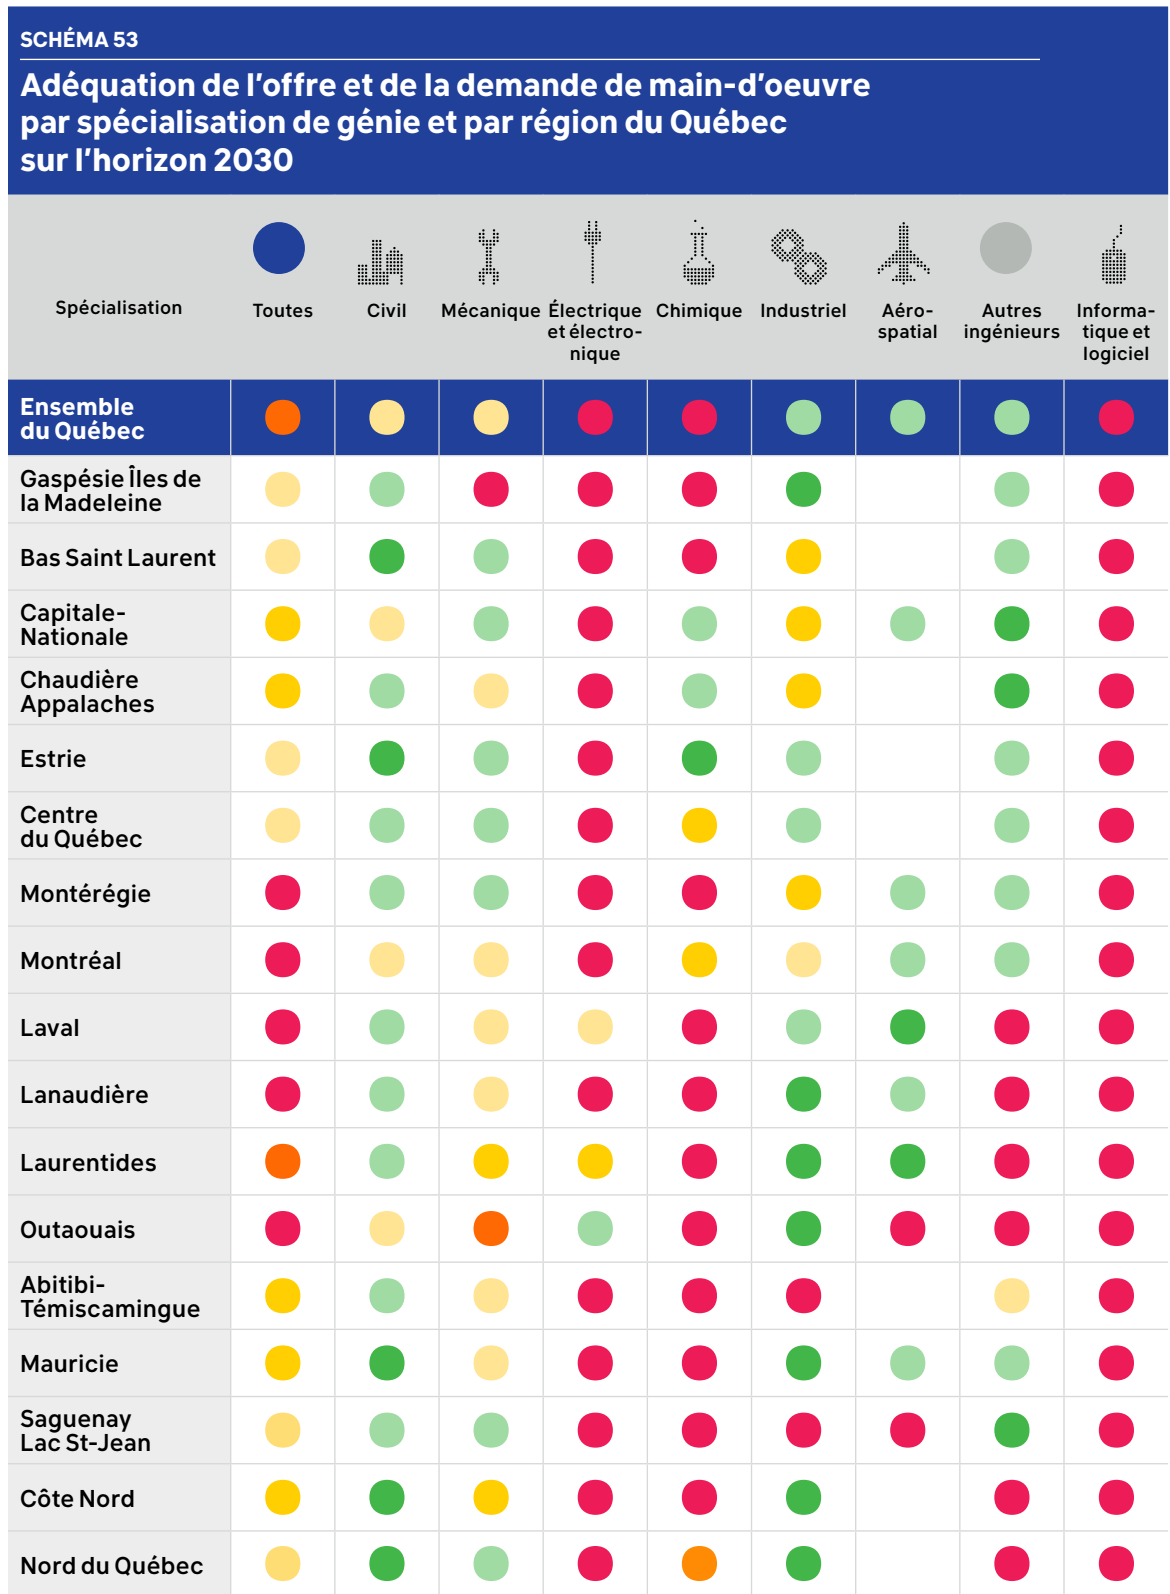 SCHÉMA 53
Adéquation de l'offre et de la demande de main-d'oeuvre
par spécialisation de génie et par région du Québec
sur l'horizon 2030
Spécialisation
Toutes
Civil
Mécanique
Électrique
et électro-
nique
Chimique
Industriel
Aéro-
spatial
Autres
ingénieurs
Informa-
tique et
logiciel
Ensemble
du Québec
Gaspésie Îles de
la Madeleine
Bas Saint Laurent
Capitale-
Nationale
Chaudière
Appalaches
Estrie
Centre
du Québec
Montérégie
Montréal
Laval
Lanaudière
Laurentides
Outaouais
Abitibi-
Témiscamingue
Mauricie
Saguenay
Lac St-Jean
Côte Nord
Nord du Québec